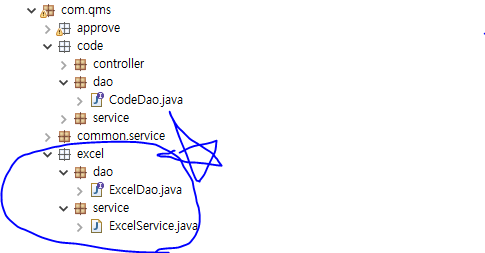 com.qms
approve
code
controller
dao
CodeDao.java
service
common.service
excel
dao
ExcelDao.java
service
ExcelService.java